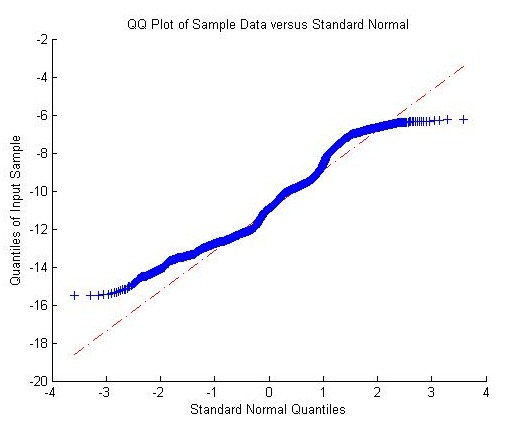 QQ Plot of Sample Data versus Standard Normal
-2
-4
-6
-8
-10
-12
-14
-16
-18
-20
Quantiles of Input Sample
-4 -3 -2 -1 0 1 2 3 4
Standard Normal Quantiles